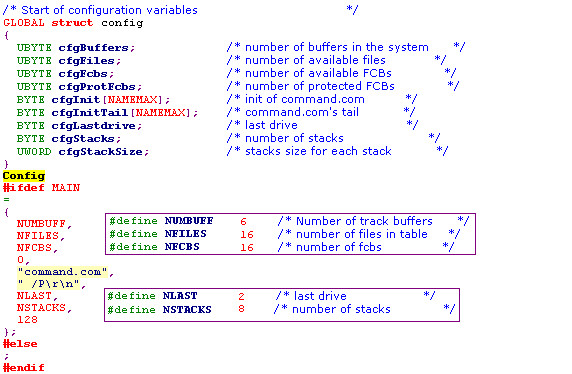 /* Start of configuration variables */
GLOBAL struct config
{
UBYTE cfgBuffers; /* number of buffers in the system */
UBYTE cfgFiles; /* number of available files */
UBYTE cfgFcbs; /* number of available FCBs */
UBYTE cfgProtFcbs; /* number of protected FCBs */
BYTE cfgInit[NAMEMAX]; /* init of command.com */
BYTE cfgInitTail[NAMEMAX]; /* command.com's tail */
BYTE cfgLastdrive; /* last drive */
BYTE cfgStacks; /* number of stacks */
UWORD cfgStackSize; /* stacks size for each stack */
}
Config
#ifdef MAIN
=
{
NUMBUFF, #define NUMBUFF 6 /* Number of track buffers */
NFILES, #define NFILES 16 /* number of files in table */
NFCBS, #define NFCBS 16 /* number of fcbs */
0,
"command.com",
" /P\r\n",
NLAST, #define NLAST 2 /* last drive */
NSTACKS, #define NSTACKS 8 /* number of stacks */
128
};
#else
;
#endif